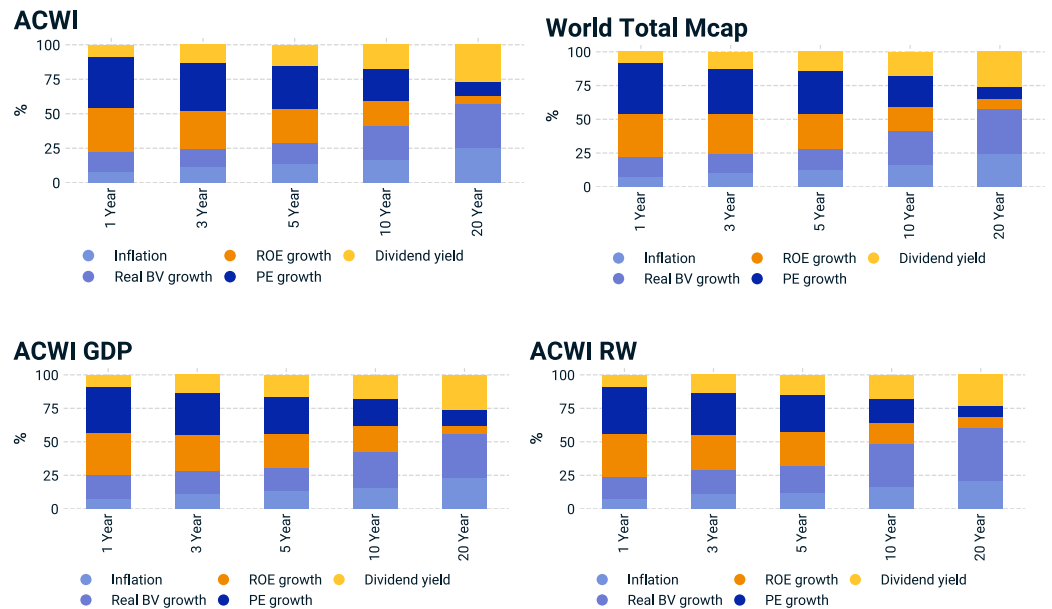 ACWI
100
75
50
25
0
%
1 Year
3 Year
5 Year
10 Year
20 Year
Inflation ROE growth Dividend yield
Real BV growth PE growth
World Total Mcap
100
75
50
25
0
%
1 Year
3 Year
5 Year
10 Year
20 Year
Inflation ROE growth Dividend yield
Real BV growth PE growth
ACWI GDP
100
75
50
25
0
%
1 Year
3 Year
5 Year
10 Year
20 Year
Inflation ROE growth Dividend yield
Real BV growth PE growth
ACWI RW
100
75
50
25
0
%
1 Year
3 Year
5 Year
10 Year
20 Year
Inflation ROE growth Dividend yield
Real BV growth PE growth